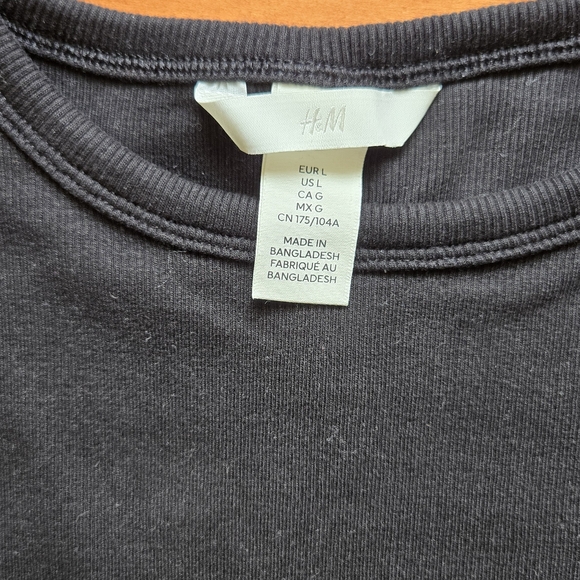 H&M
EUR L
US L
CA G
MX G
CN 175/104A
MADE IN
BANGLADESH
FABRIQUÉ AU
BANGLADESH